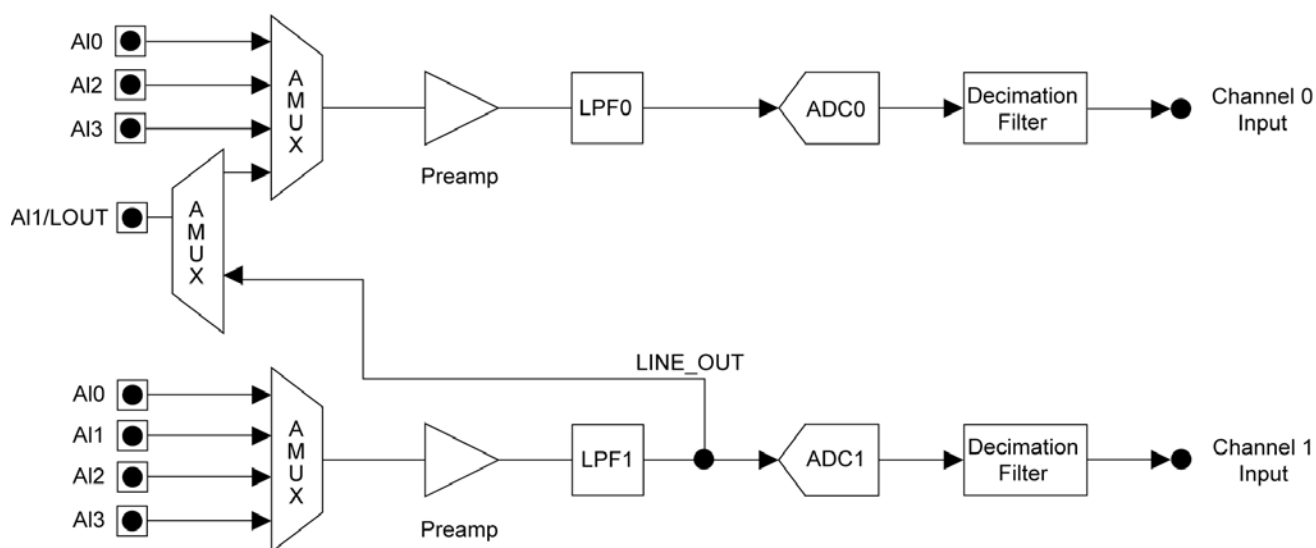 AI0
AI2
AI3
AMUX
Preamp
LPF0
ADC0
Decimation
Filter
Channel 0
Input
AI1/LOUT
AMUX
LINE_OUT
AI0
AI1
AI2
AI3
AMUX
Preamp
LPF1
ADC1
Decimation
Filter
Channel 1
Input